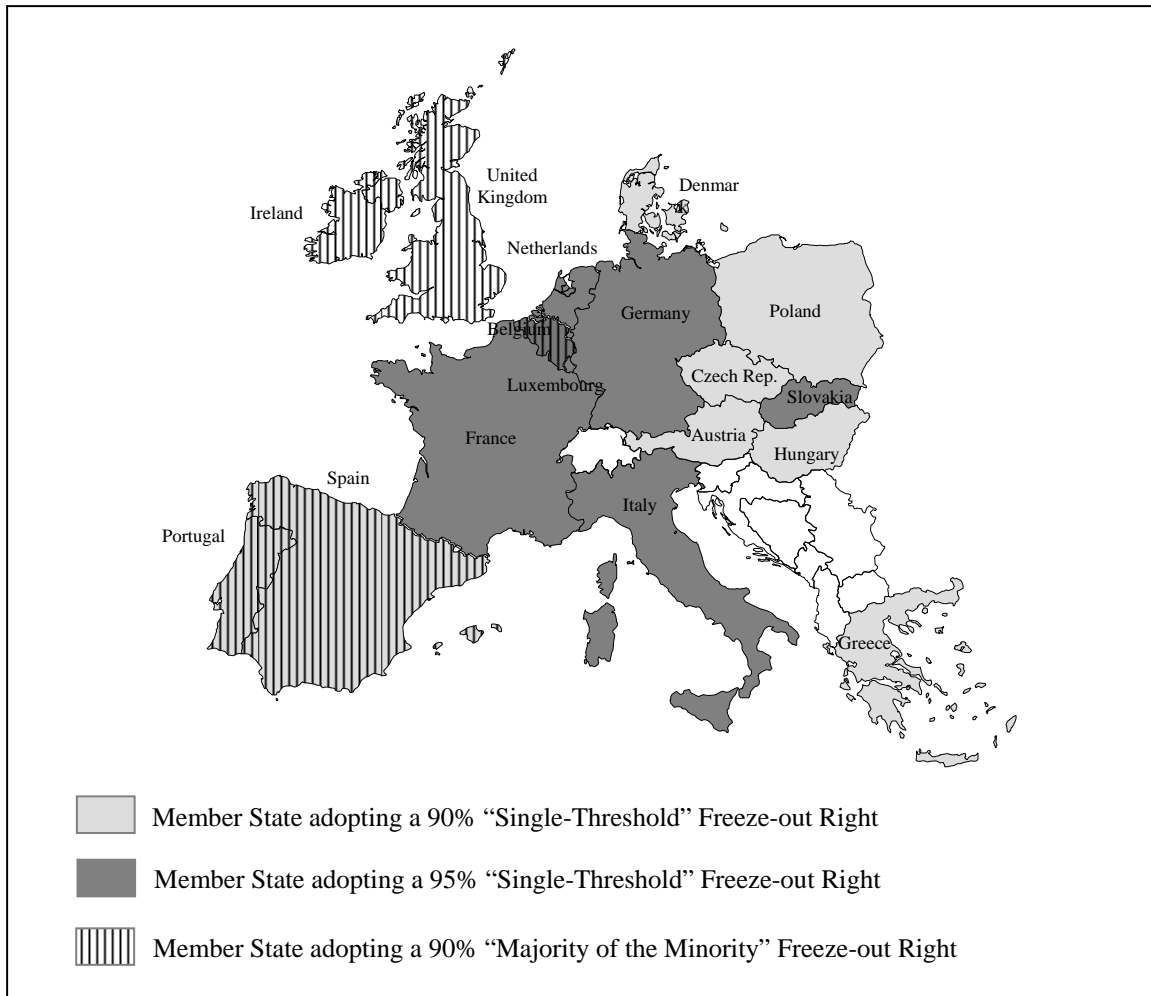 United
Kingdom
Denmar
k
Ireland
Netherlands
Germany
Poland
Belgium
Czech Rep.
Luxembourg
Slovakia
France
Austria
Hungary
Spain
Italy
Portugal
Greece
Member State adopting a 90% “Single-Threshold” Freeze-out Right
Member State adopting a 95% “Single-Threshold” Freeze-out Right
Member State adopting a 90% “Majority of the Minority” Freeze-out Right